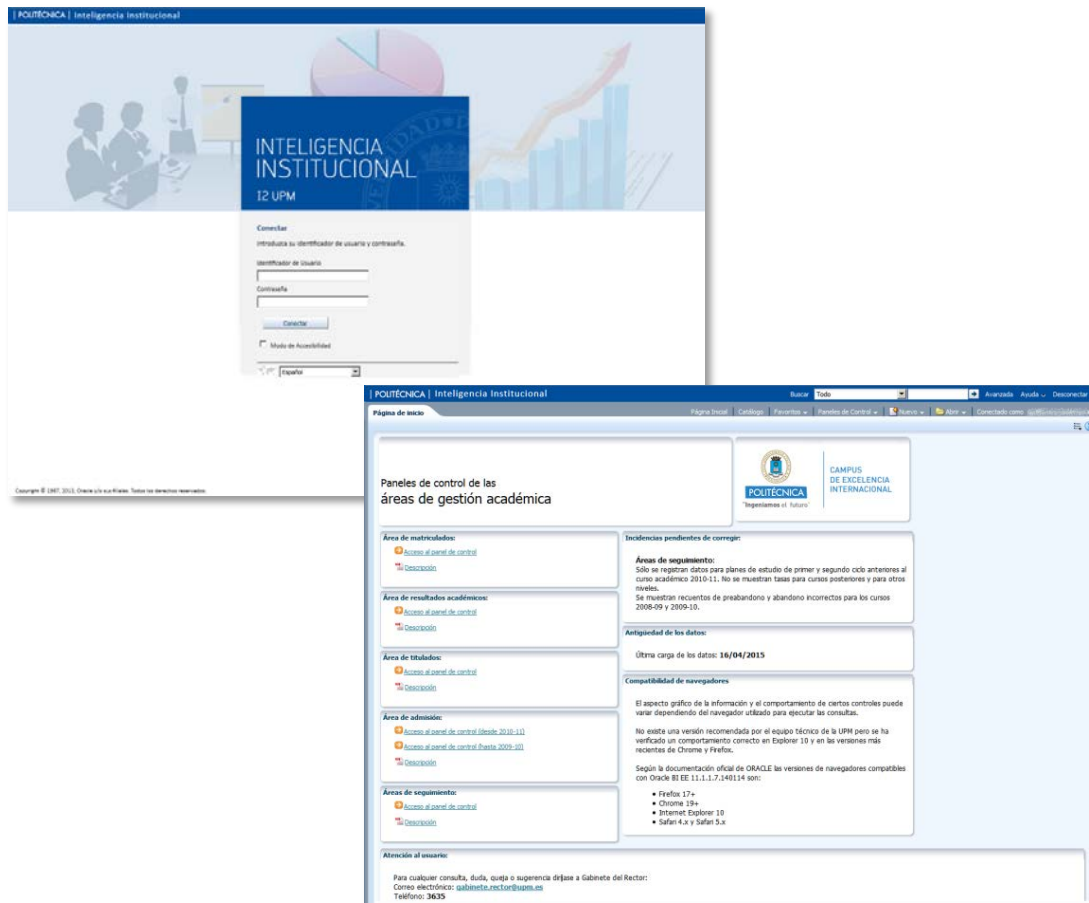 | POLITÉCNICA | Inteligencia Institucional
INTELIGENCIA
INSTITUCIONAL
I2 UPM
Conectar
Introduzca su identificador de usuario y contraseña.
Identificador de Usuario
Contraseña
Conectar
Modo de Accesibilidad
Español
Copyright © 1997, 2013, Oracle y/o sus filiales. Todos los derechos reservados.
| POLITÉCNICA | Inteligencia Institucional
Buscar Todo Avanzada Ayuda Desconectar
Página de inicio
Página Inicial Catálogo Favoritos Paneles de Control Nuevo Abrir Conectado como
Paneles de control de las
áreas de gestión académica
POLITÉCNICA
"Ingeniamos el futuro"
CAMPUS
DE EXCELENCIA
INTERNACIONAL
Área de matriculados:
Acceso al panel de control
Descripción
Área de resultados académicos:
Acceso al panel de control
Descripción
Área de titulados:
Acceso al panel de control
Descripción
Área de admisión:
Acceso al panel de control (desde 2010-11)
Acceso al panel de control (hasta 2009-10)
Descripción
Áreas de seguimiento:
Acceso al panel de control
Descripción
Incidencias pendientes de corregir:
Áreas de seguimiento:
Sólo se registran datos para planes de estudio de primer y segundo ciclo anteriores al
curso académico 2010-11. No se muestran tasas para cursos posteriores y para otros
niveles.
Se muestran recuentos de preabandono y abandono incorrectos para los cursos
2008-09 y 2009-10.
Antigüedad de los datos:
Última carga de los datos: 16/04/2015
Compatibilidad de navegadores
El aspecto gráfico de la información y el comportamiento de ciertos controles puede
variar dependiendo del navegador utilizado para ejecutar las consultas.
No existe una versión recomendada por el equipo técnico de la UPM pero se ha
verificado un comportamiento correcto en Explorer 10 y en las versiones más
recientes de Chrome y Firefox.
Según la documentación oficial de ORACLE las versiones de navegadores compatibles
con Oracle BI EE 11.1.1.7.140114 son:
• Firefox 17+
• Chrome 19+
• Internet Explorer 10
• Safari 4.x y Safari 5.x
Atención al usuario:
Para cualquier consulta, duda, queja o sugerencia diríjase a Gabinete del Rector:
Correo electrónico: gabinete.rector@upm.es
Teléfono: 3635